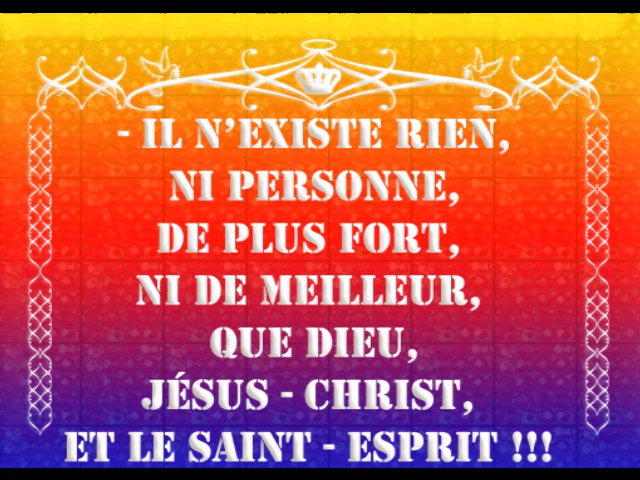 - IL N'EXISTE RIEN,
NI PERSONNE,
DE PLUS FORT,
NI DE MEILLEUR,
QUE DIEU,
JÉSUS - CHRIST,
ET LE SAINT - ESPRIT !!!